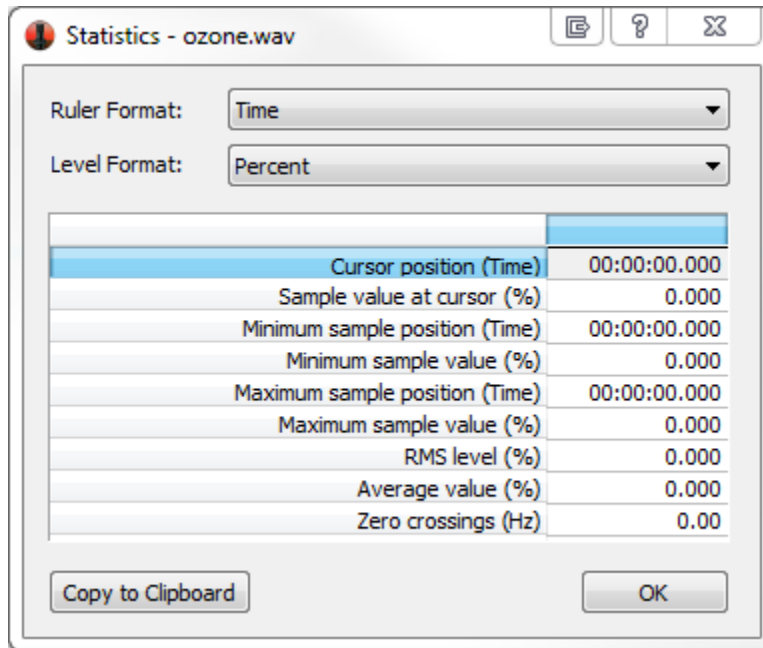 Statistics - ozone.wav
Ruler Format: Time
Level Format: Percent
Cursor position (Time) 00:00:00.000
Sample value at cursor (%) 0.000
Minimum sample position (Time) 00:00:00.000
Minimum sample value (%) 0.000
Maximum sample position (Time) 00:00:00.000
Maximum sample value (%) 0.000
RMS level (%) 0.000
Average value (%) 0.000
Zero crossings (Hz) 0.00
Copy to Clipboard OK